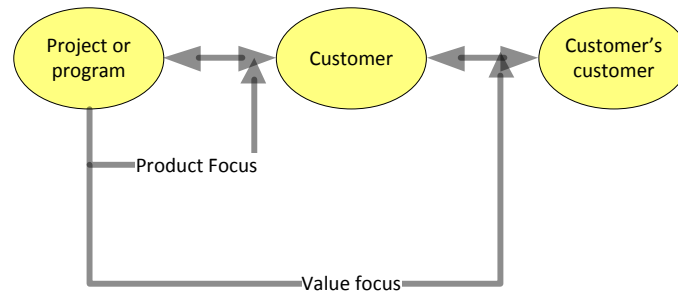 Project or
program
Customer
Customer’s
customer
Product Focus
Value focus